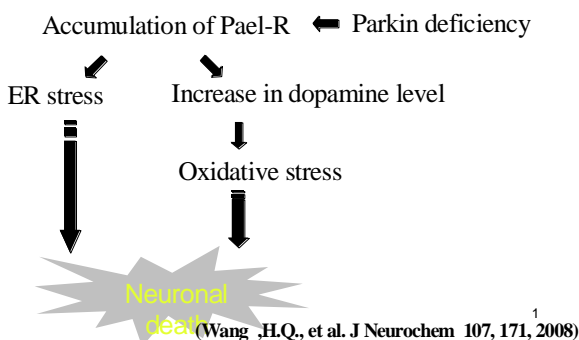 Accumulation of Pael-R Parkin deficiency
ER stress Increase in dopamine level
Oxidative stress
Neuronal
death
1
(Wang ,H.Q., et al. J Neurochem 107, 171, 2008)